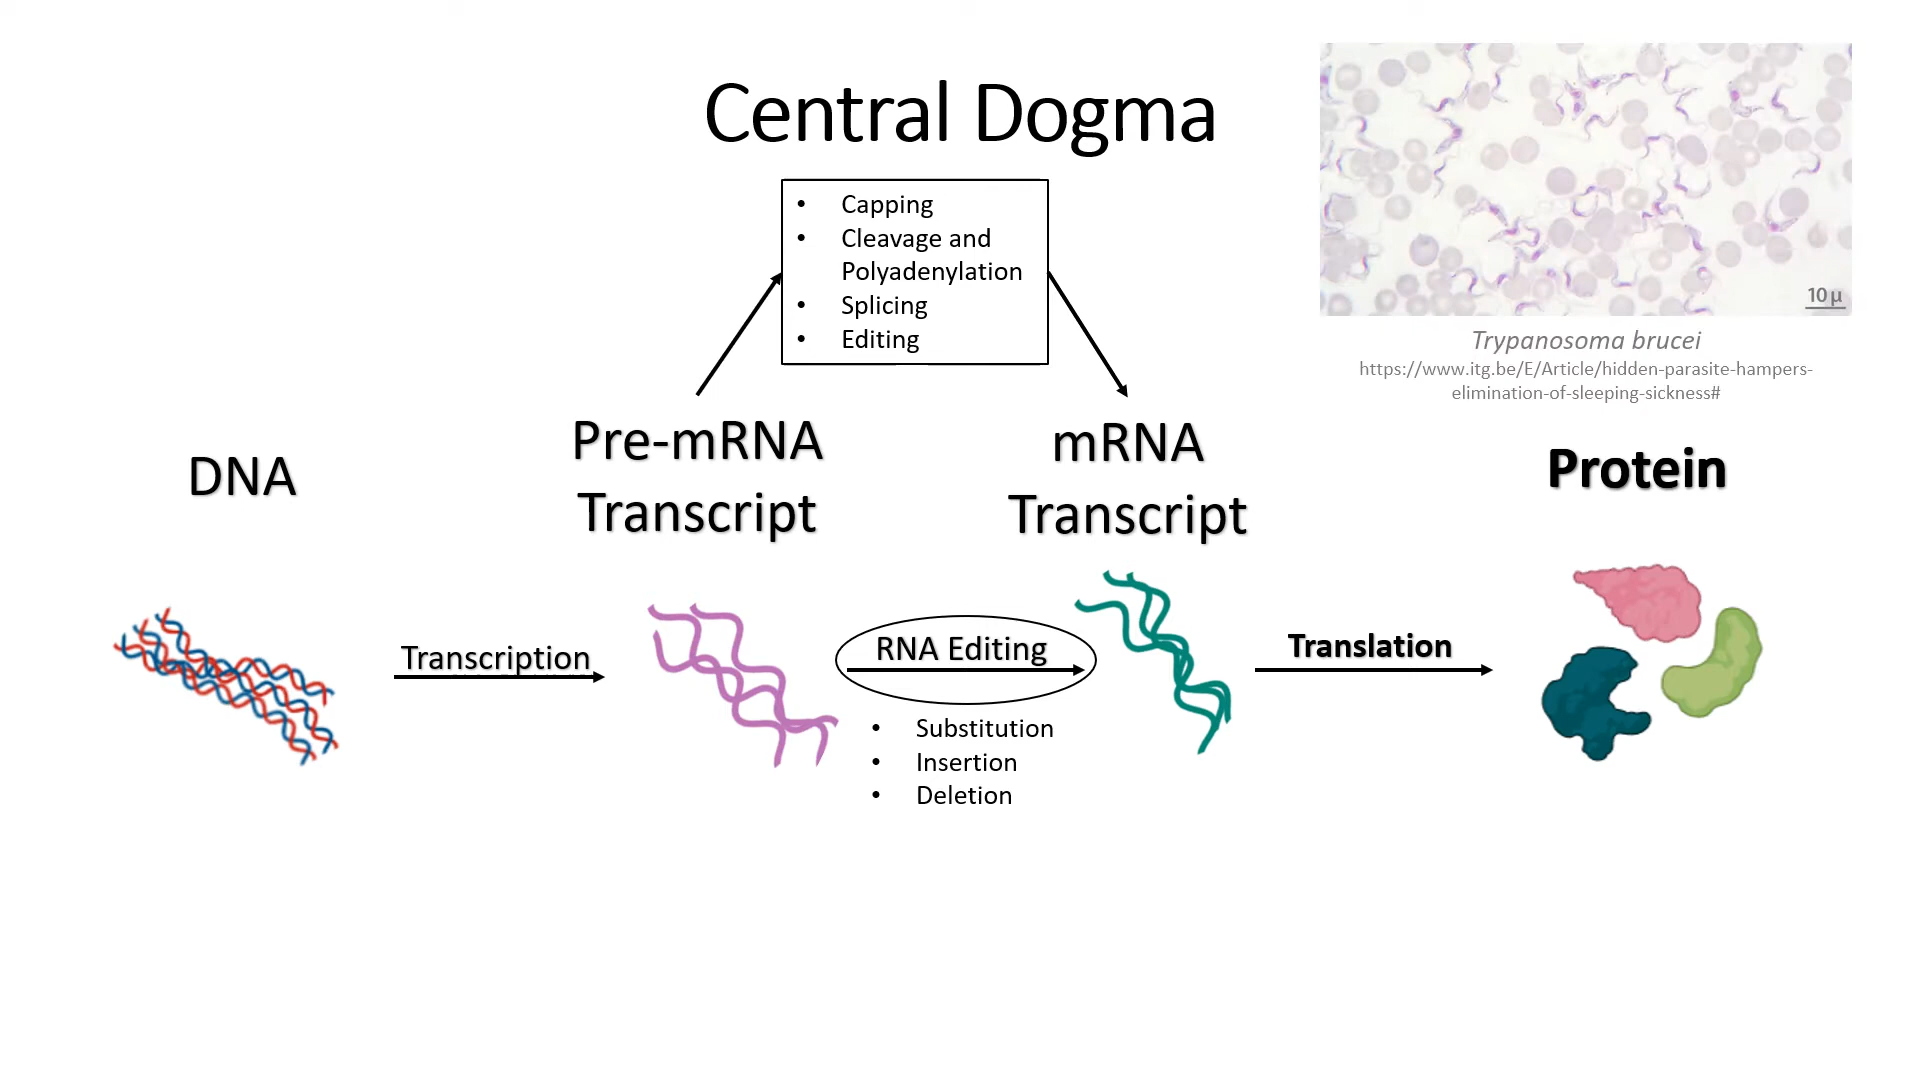 Central Dogma
• Capping
• Cleavage and
Polyadenylation
• Splicing
• Editing
10 µ
Trypanosoma brucei
https://www.itg.be/E/Article/hidden-parasite-hampers-
elimination-of-sleeping-sickness#
DNA
Pre-mRNA
Transcript
mRNA
Transcript
Protein
Transcription
RNA Editing
Translation
• Substitution
• Insertion
• Deletion